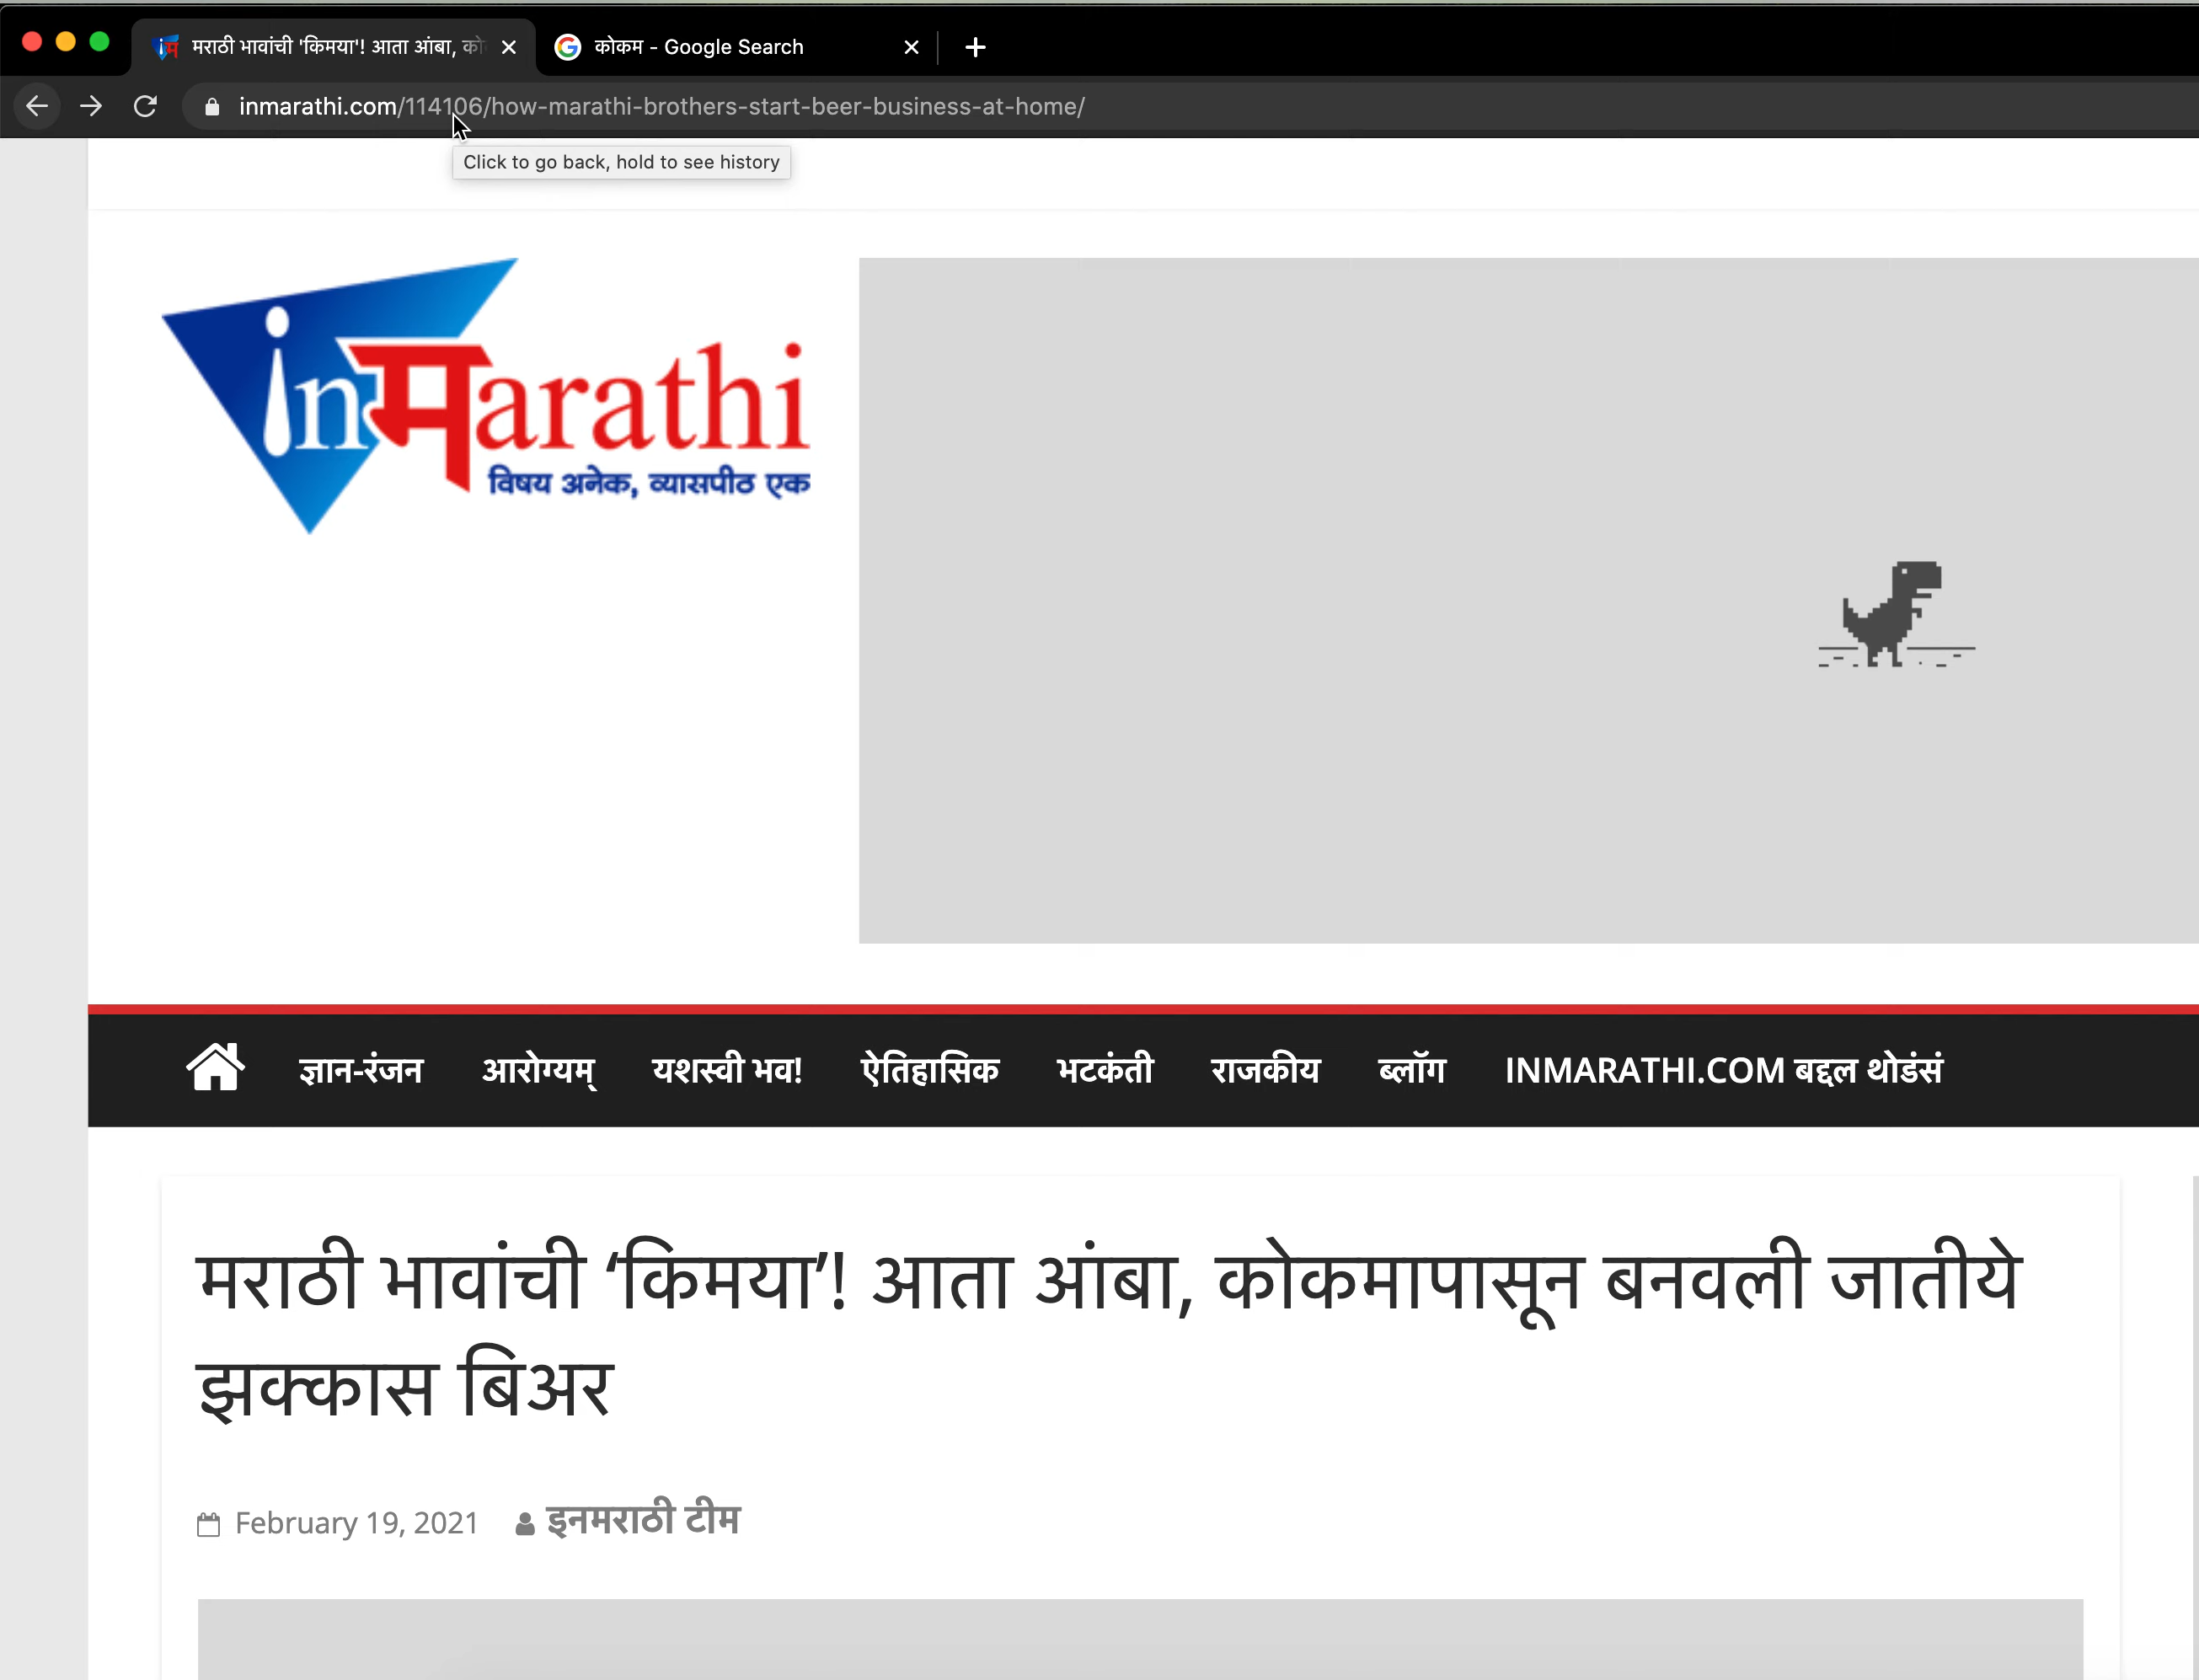 मराठी भावांची 'किमया'! आता आंबा, को
कोकम - Google Search
inmarathi.com/114106/how-marathi-brothers-start-beer-business-at-home/
Click to go back, hold to see history
inमarathi
विषय अनेक, व्यासपीठ एक
ज्ञान-रंजन आरोग्यम् यशस्वी भव! ऐतिहासिक भटकंती राजकीय ब्लॉग INMARATHI.COM बद्दल थोडंसं
मराठी भावांची ‘किमया’! आता आंबा, कोकमापासून बनवली जातीये
झक्कास बिअर
February 19, 2021 इनमराठी टीम